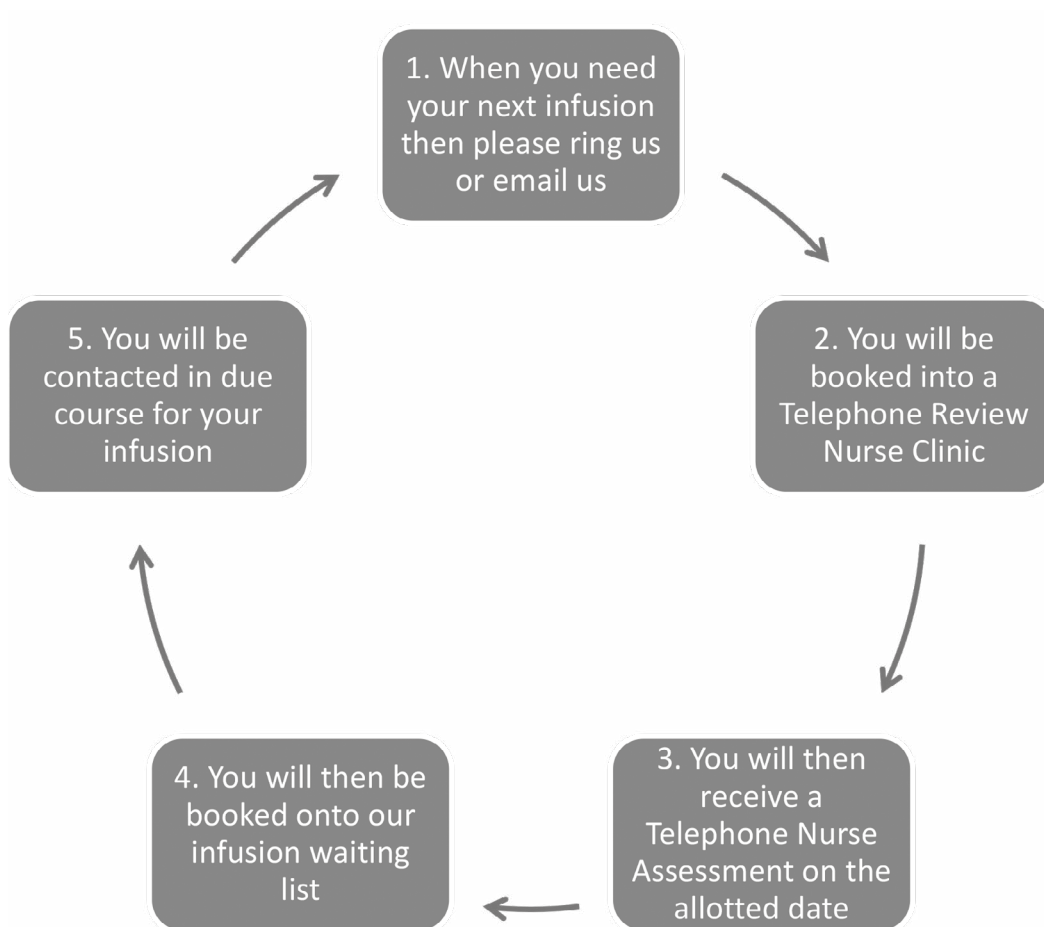 1. When you need
your next infusion
then please ring us
or email us
2. You will be
booked into a
Telephone Review
Nurse Clinic
3. You will then
receive a
Telephone Nurse
Assessment on the
allotted date
4. You will then be
booked onto our
infusion waiting
list
5. You will be
contacted in due
course for your
infusion